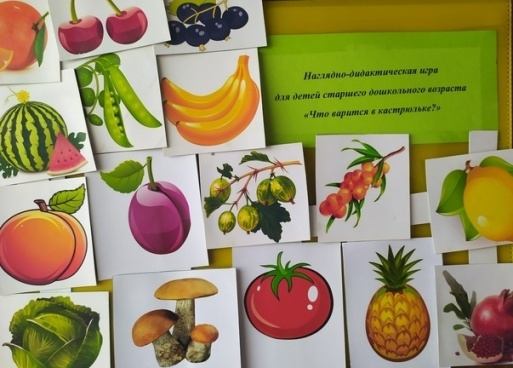 Наглядно-дидактическая игра
для детей старшего дошкольного возраста
«Что варится в кастрюльке?»